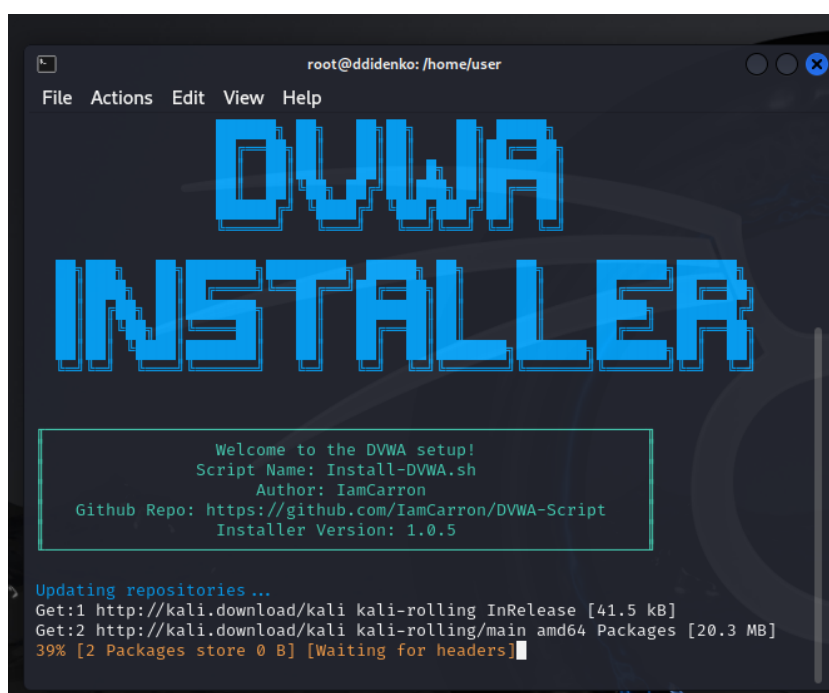 root@ddidenko: /home/user
File Actions Edit View Help
DVWA
INSTALLER
Welcome to the DVWA setup!
Script Name: Install-DVWA.sh
Author: IamCarron
Github Repo: https://github.com/IamCarron/DVWA-Script
Installer Version: 1.0.5
Updating repositories...
Get:1 http://kali.download/kali kali-rolling InRelease [41.5 kB]
Get:2 http://kali.download/kali kali-rolling/main amd64 Packages [20.3 MB]
39% [2 Packages store 0 B] [Waiting for headers]